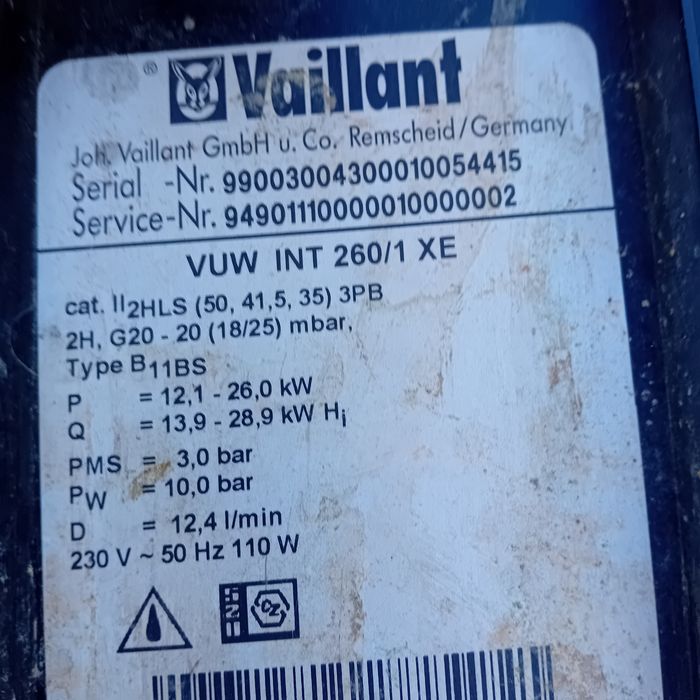 ® Vaillant
Joh. Vaillant GmbH u. Co. Remscheid/Germany
Serial -Nr. 99003004300010054415
Service-Nr. 94901110000010000002
VUW INT 260/1 XE
cat. II2HLS (50, 41,5, 35) 3PB
2H, G20 - 20 (18/25) mbar,
Type B11BS
P = 12,1 - 26,0 kW
Q = 13,9 - 28,9 kW Hi
PMS = 3,0 bar
PW = 10,0 bar
D = 12,4 l/min
230 V ~ 50 Hz 110 W